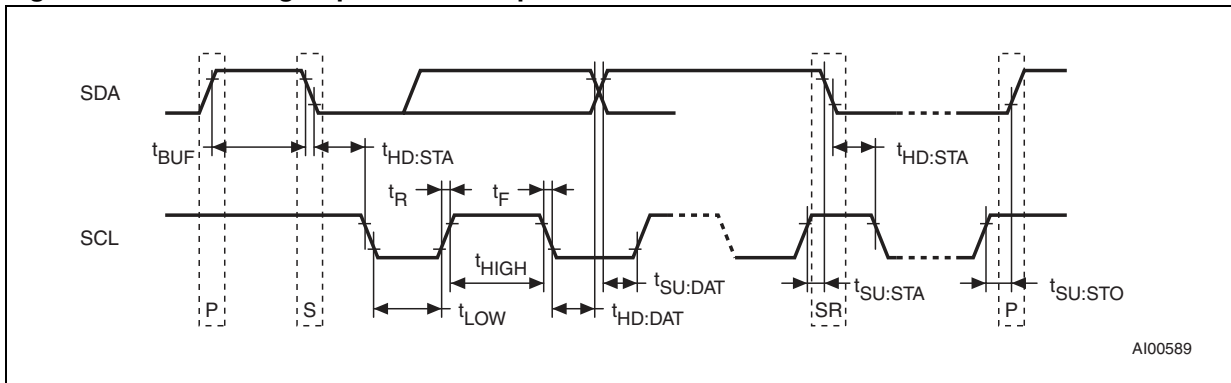 SDA
tBUF
tHD:STA
tHD:STA
tR
tF
SCL
tHIGH
tSU:DAT
tSU:STA
tSU:STO
P
S
tLOW
tHD:DAT
SR
P
AI00589